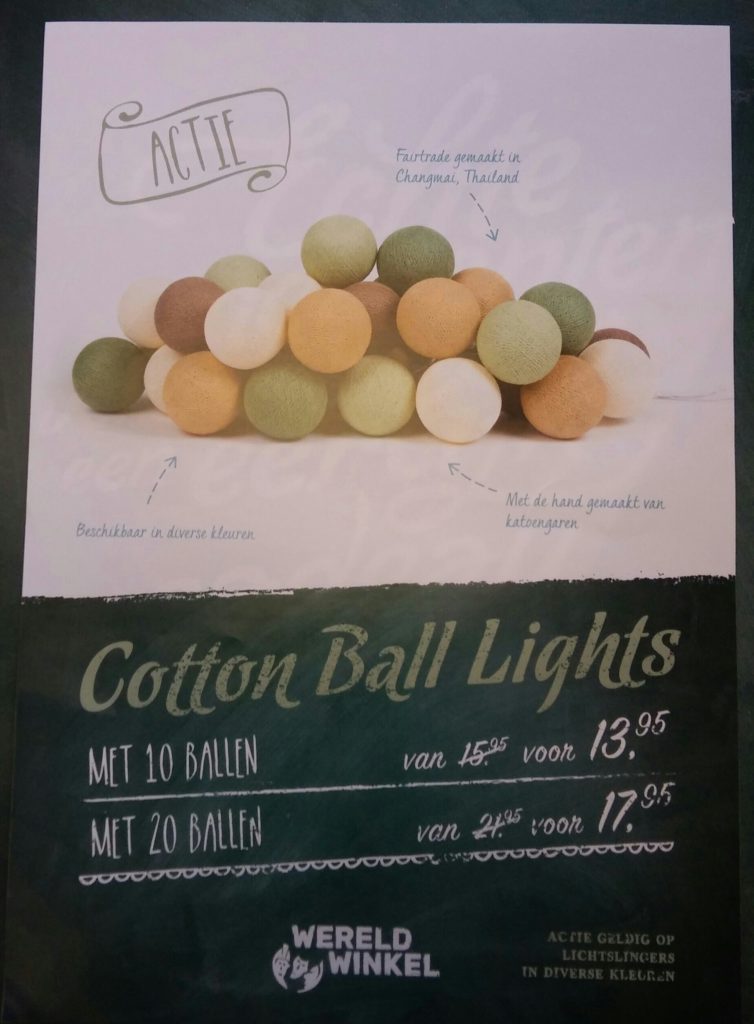 ACTIE
Fairtrade gemaakt in
Changmai, Thailand
Beschikbaar in diverse kleuren
Met de hand gemaakt van
katoengaren
Cotton Ball Lights
MET 10 BALLEN van 15.95 voor 13.95
MET 20 BALLEN van 21.95 voor 17.95
WERELD
WINKEL
ACTIE GELDIG OP
LICHTSLINGERS
IN DIVERSE KLEUREN